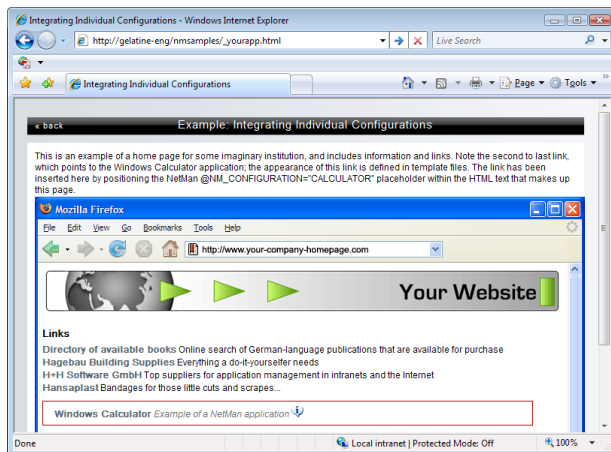 Integrating Individual Configurations - Windows Internet Explorer
http://gelatine-eng/nmsamples/_yourapp.html
Live Search
Integrating Individual Configurations
Page
Tools
« back
Example: Integrating Individual Configurations
This is an example of a home page for some imaginary institution, and includes information and links. Note the second to last link,
which points to the Windows Calculator application; the appearance of this link is defined in template files. The link has been
inserted here by positioning the NetMan @NM_CONFIGURATION="CALCULATOR" placeholder within the HTML text that makes up
this page.
Mozilla Firefox
File Edit View Go Bookmarks Tools Help
http://www.your-company-homepage.com
Your Website
Links
Directory of available books Online search of German-language publications that are available for purchase
Hagebau Building Supplies Everything a do-it-yourselfer needs
H+H Software GmbH Top suppliers for application management in intranets and the Internet
Hansaplast Bandages for those little cuts and scrapes...
Windows Calculator Example of a NetMan application
Done
Local intranet | Protected Mode: Off
100%